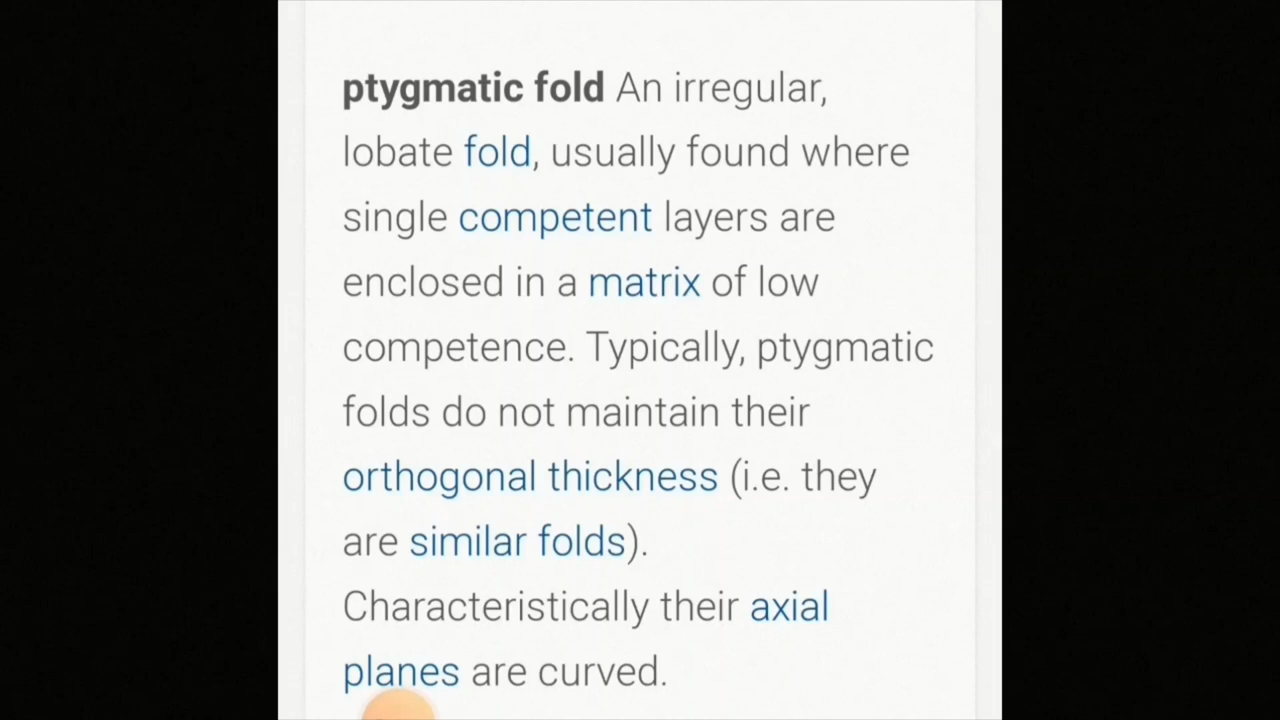 ptygmatic fold An irregular,
lobate fold, usually found where
single competent layers are
enclosed in a matrix of low
competence. Typically, ptygmatic
folds do not maintain their
orthogonal thickness (i.e. they
are similar folds).
Characteristically their axial
planes are curved.